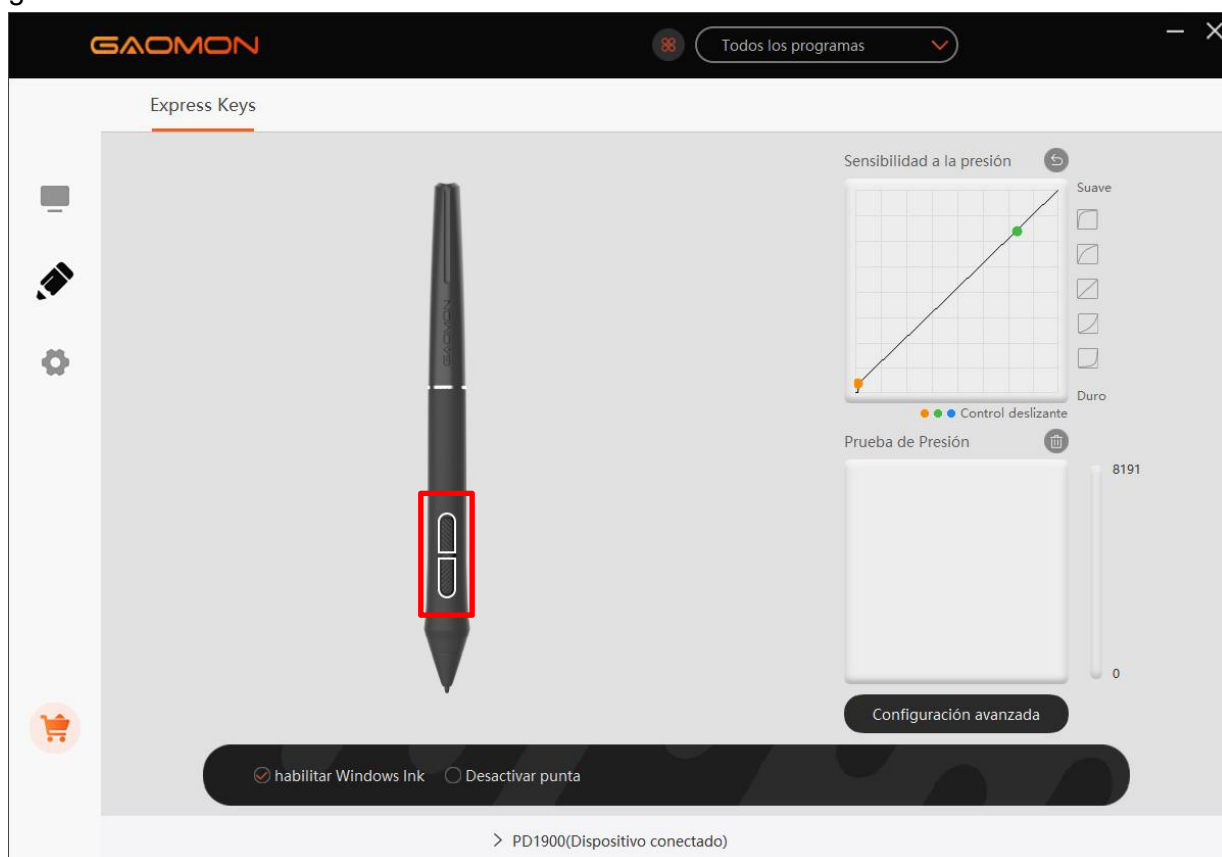 g
GAOMON
Todos los programas
Express Keys
Sensibilidad a la presión
Suave
GAOMON
Duro
Control deslizante
Prueba de Presión
8191
0
Configuración avanzada
habilitar Windows Ink Desactivar punta
PD1900(Dispositivo conectado)